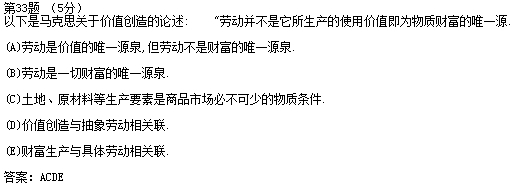 第33题 （5分）
以下是马克思关于价值创造的论述: “劳动并不是它所生产的使用价值即为物质财富的唯一源.
(A)劳动是价值的唯一源泉,但劳动不是财富的唯一源泉.
(B)劳动是一切财富的唯一源泉.
(C)土地、原材料等生产要素是商品市场必不可少的物质条件.
(D)价值创造与抽象劳动相关联.
(E)财富生产与具体劳动相关联.
答案: ACDE